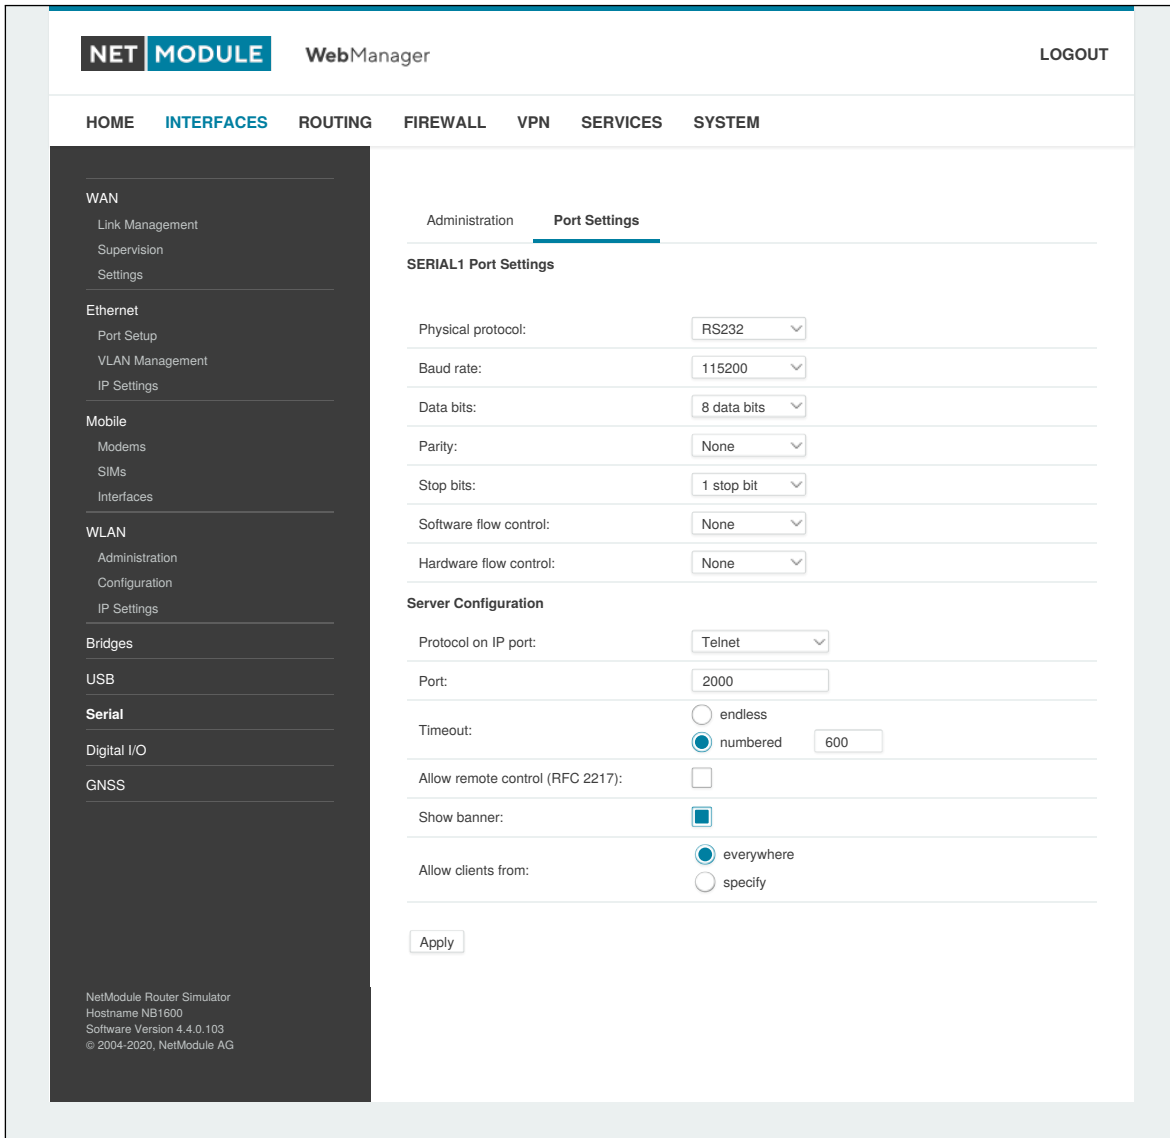 NET MODULE WebManager LOGOUT
HOME INTERFACES ROUTING FIREWALL VPN SERVICES SYSTEM
WAN
Link Management
Supervision
Settings
Ethernet
Port Setup
VLAN Management
IP Settings
Mobile
Modems
SIMs
Interfaces
WLAN
Administration
Configuration
IP Settings
Bridges
USB
Serial
Digital I/O
GNSS
NetModule Router Simulator
Hostname NB1600
Software Version 4.4.0.103
© 2004-2020, NetModule AG
Administration Port Settings
SERIAL1 Port Settings
Physical protocol: RS232
Baud rate: 115200
Data bits: 8 data bits
Parity: None
Stop bits: 1 stop bit
Software flow control: None
Hardware flow control: None
Server Configuration
Protocol on IP port: Telnet
Port: 2000
Timeout:
endless
numbered 600
Allow remote control (RFC 2217):
Show banner:
Allow clients from:
everywhere
specify
Apply